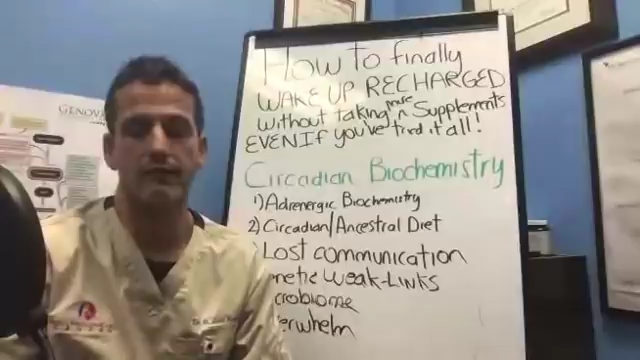 How to finally
WAKE UP RECHARGED
without taking more n Supplements
EVEN If you've tried it all!
Circadian Biochemistry
1) Adrenergic Biochemistry
2) Circadian/Ancestral Diet
Lost communication
enetic Weak-Links
crobiome
erwhelm
GENOVA